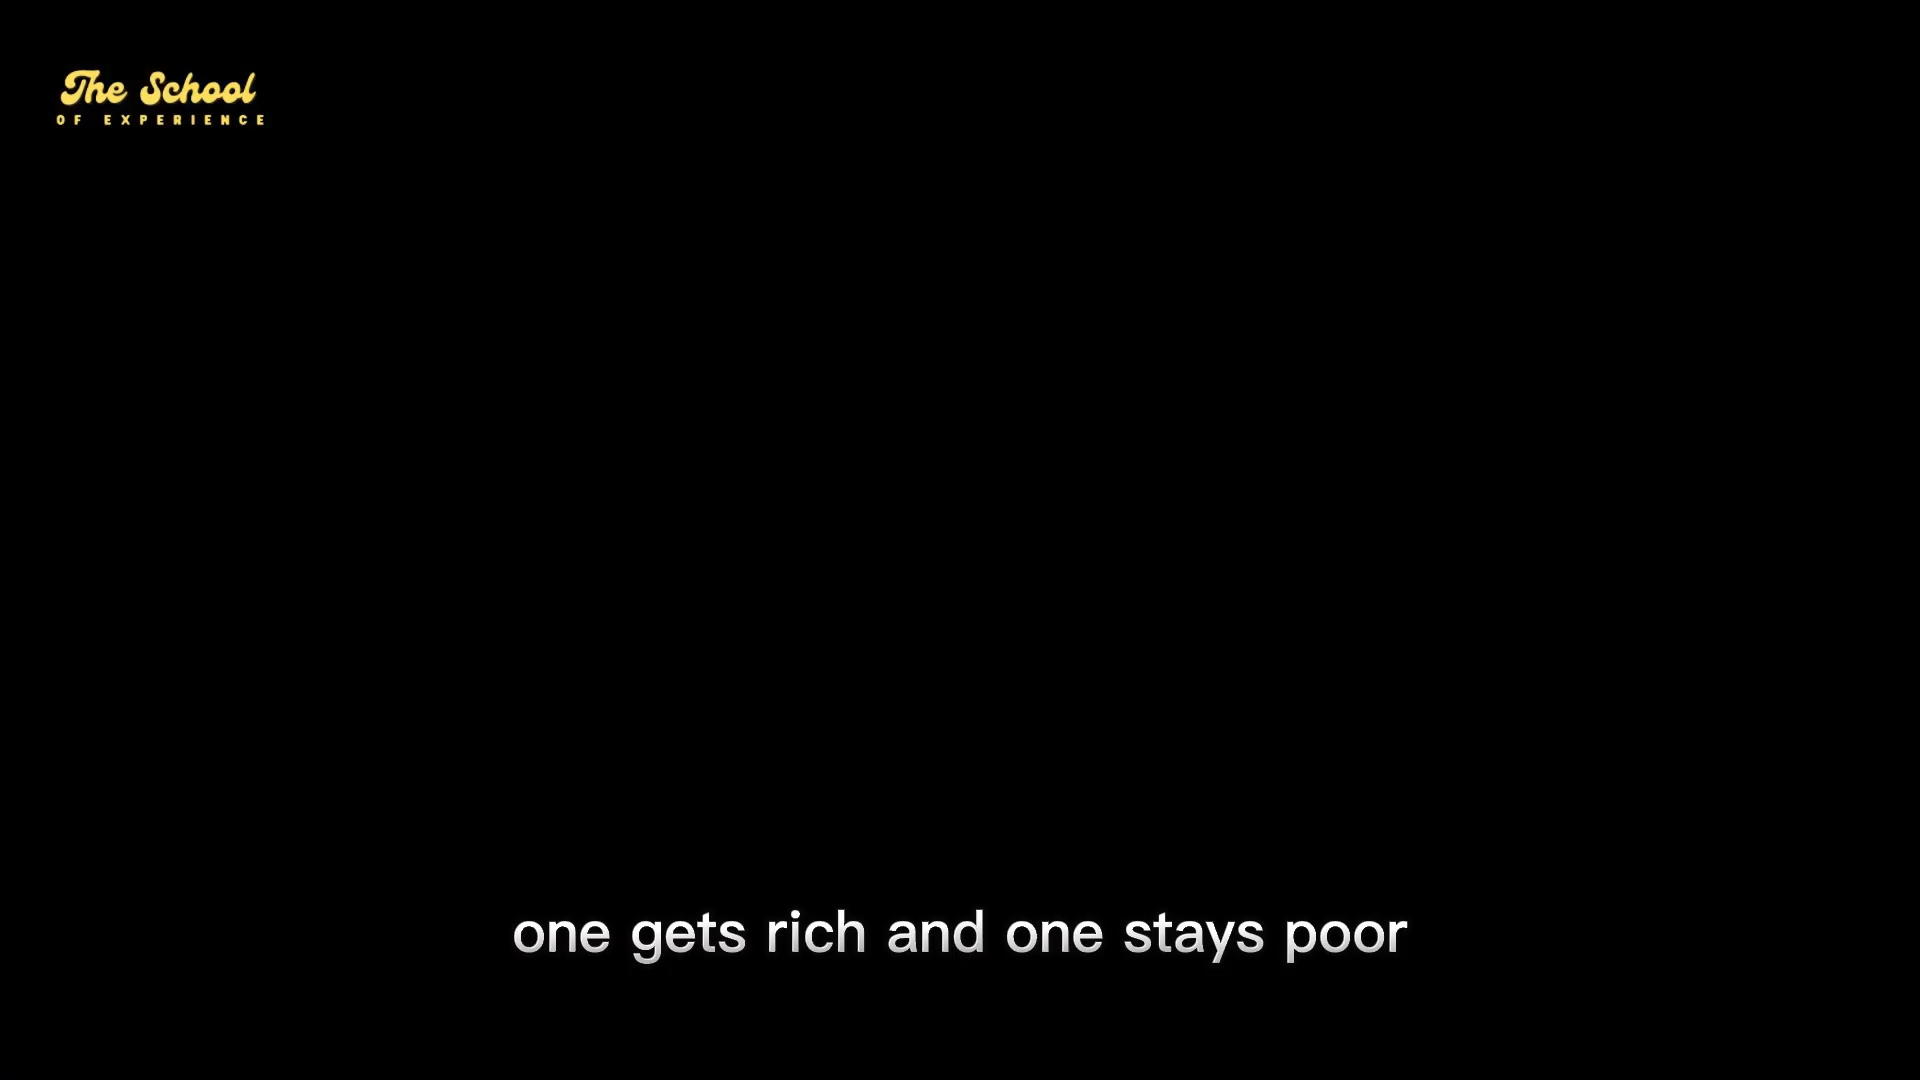 The School
OF EXPERIENCE
one gets rich and one stays poor